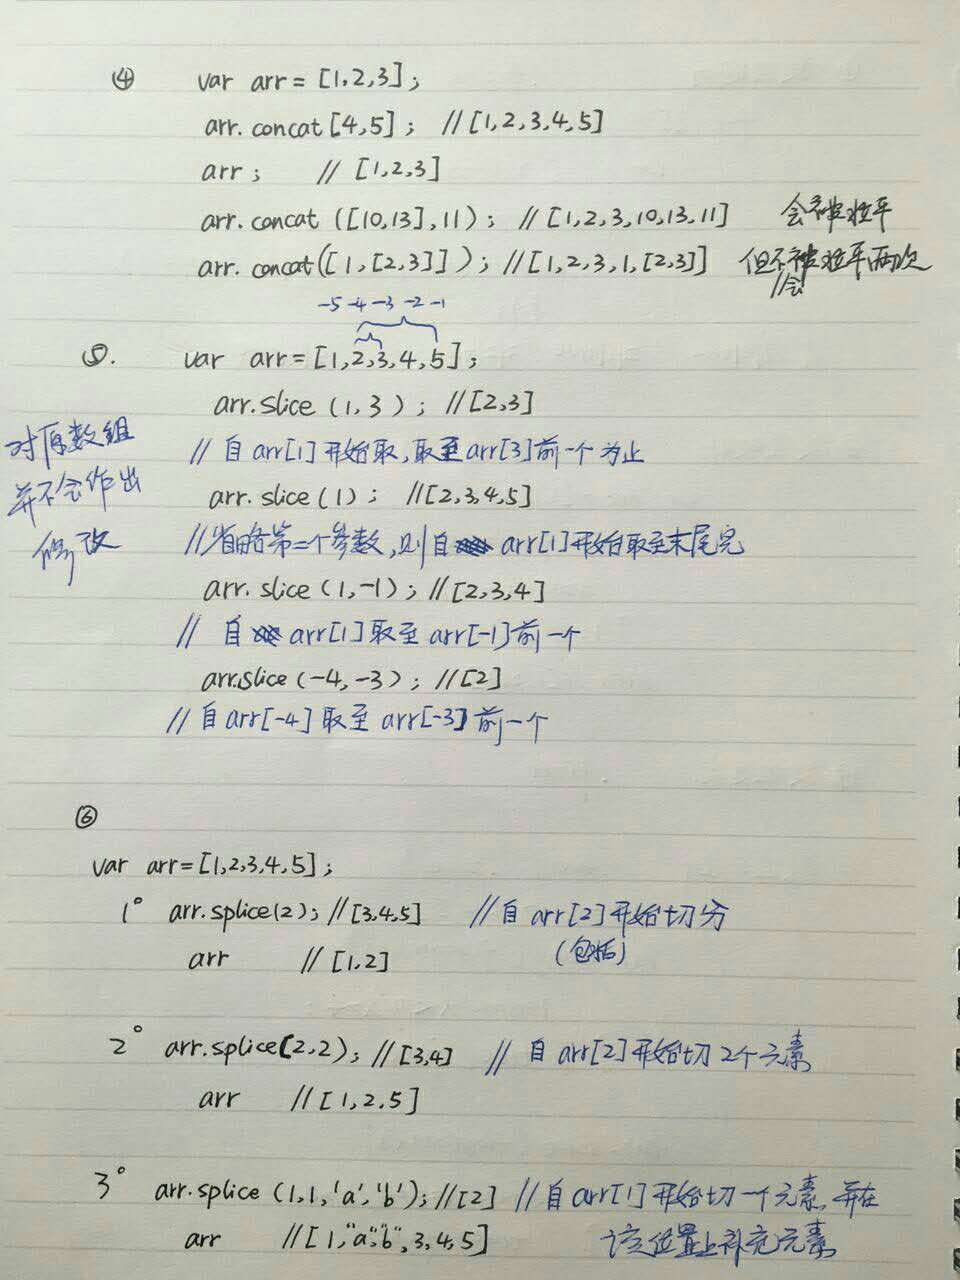 ④ var arr = [1,2,3];
arr.concat[4,5]; //[1,2,3,4,5]
arr; // [1,2,3]
arr.concat ([10,13],11); //[1,2,3,10,13,11] 会被拉平
arr.concat([1,[2,3]]); //[1,2,3,1,[2,3]] 但不会被拉平两次
-5 -4 -3 -2 -1
⑤. var arr=[1,2,3,4,5];
arr.slice (1,3); //[2,3]
对原数组
并不会作出
修改
//自arr[1]开始取,取至arr[3]前一个为止
arr.slice(1); //[2,3,4,5]
//省略第二个参数,则自arr[1]开始取至末尾完
arr.slice(1,-1); //[2,3,4]
// 自arr[1]取至arr[-1]前一个
arr.slice(-4,-3); //[2]
//自arr[-4]取至arr[-3]前一个
⑥
var arr=[1,2,3,4,5];
1° arr.splice(2); //[3,4,5] //自arr[2]开始切分
(包括)
arr // [1,2]
2° arr.splice(2,2); //[3,4] // 自arr[2]开始切2个元素
arr //[1,2,5]
3° arr.splice (1,1,'a','b'); //[2] //自arr[1]开始切一个元素,并在
该位置上补充元素
arr //[1,"a","b",3,4,5]